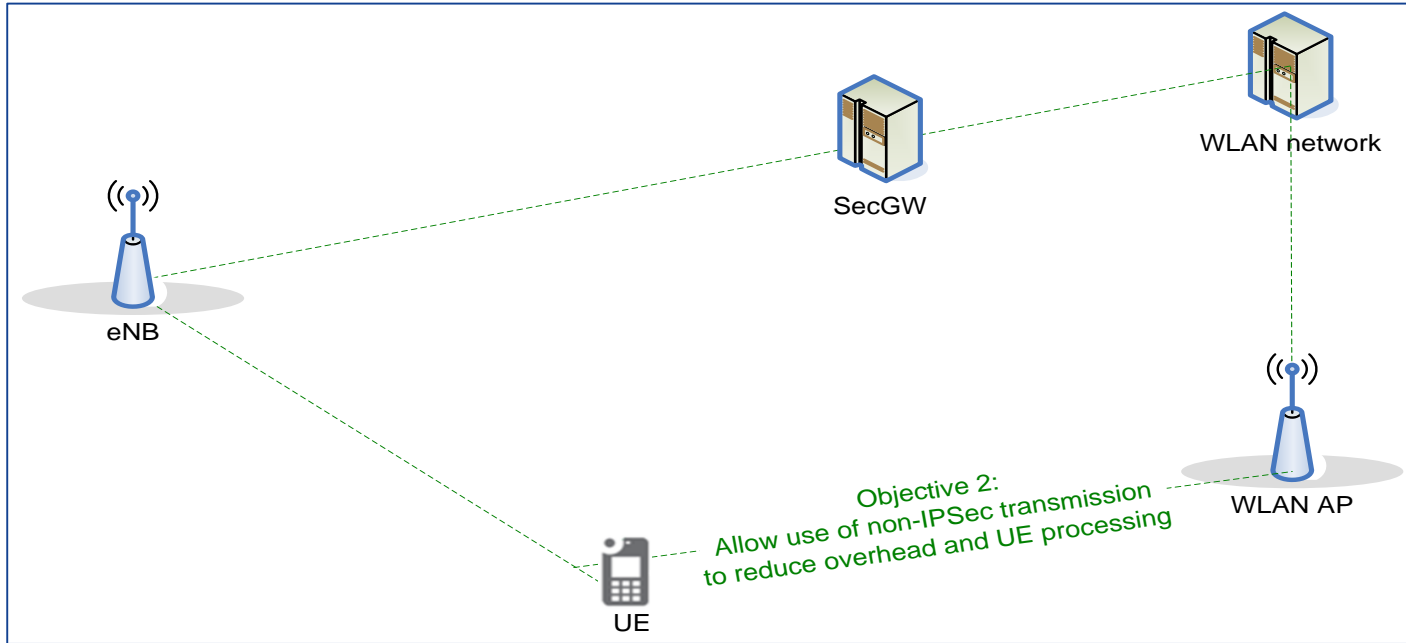 WLAN network
SecGW
eNB
Objective 2:
Allow use of non-IPSec transmission
to reduce overhead and UE processing
WLAN AP
UE